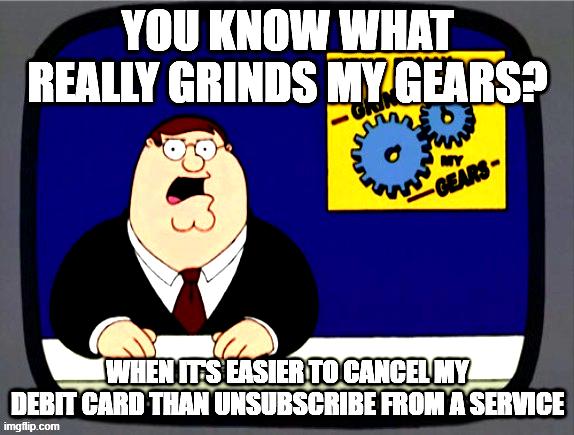 YOU KNOW WHAT
REALLY GRINDS MY GEARS?
MY
GEARS
WHEN IT'S EASIER TO CANCEL MY
DEBIT CARD THAN UNSUBSCRIBE FROM A SERVICE
imgflip.com